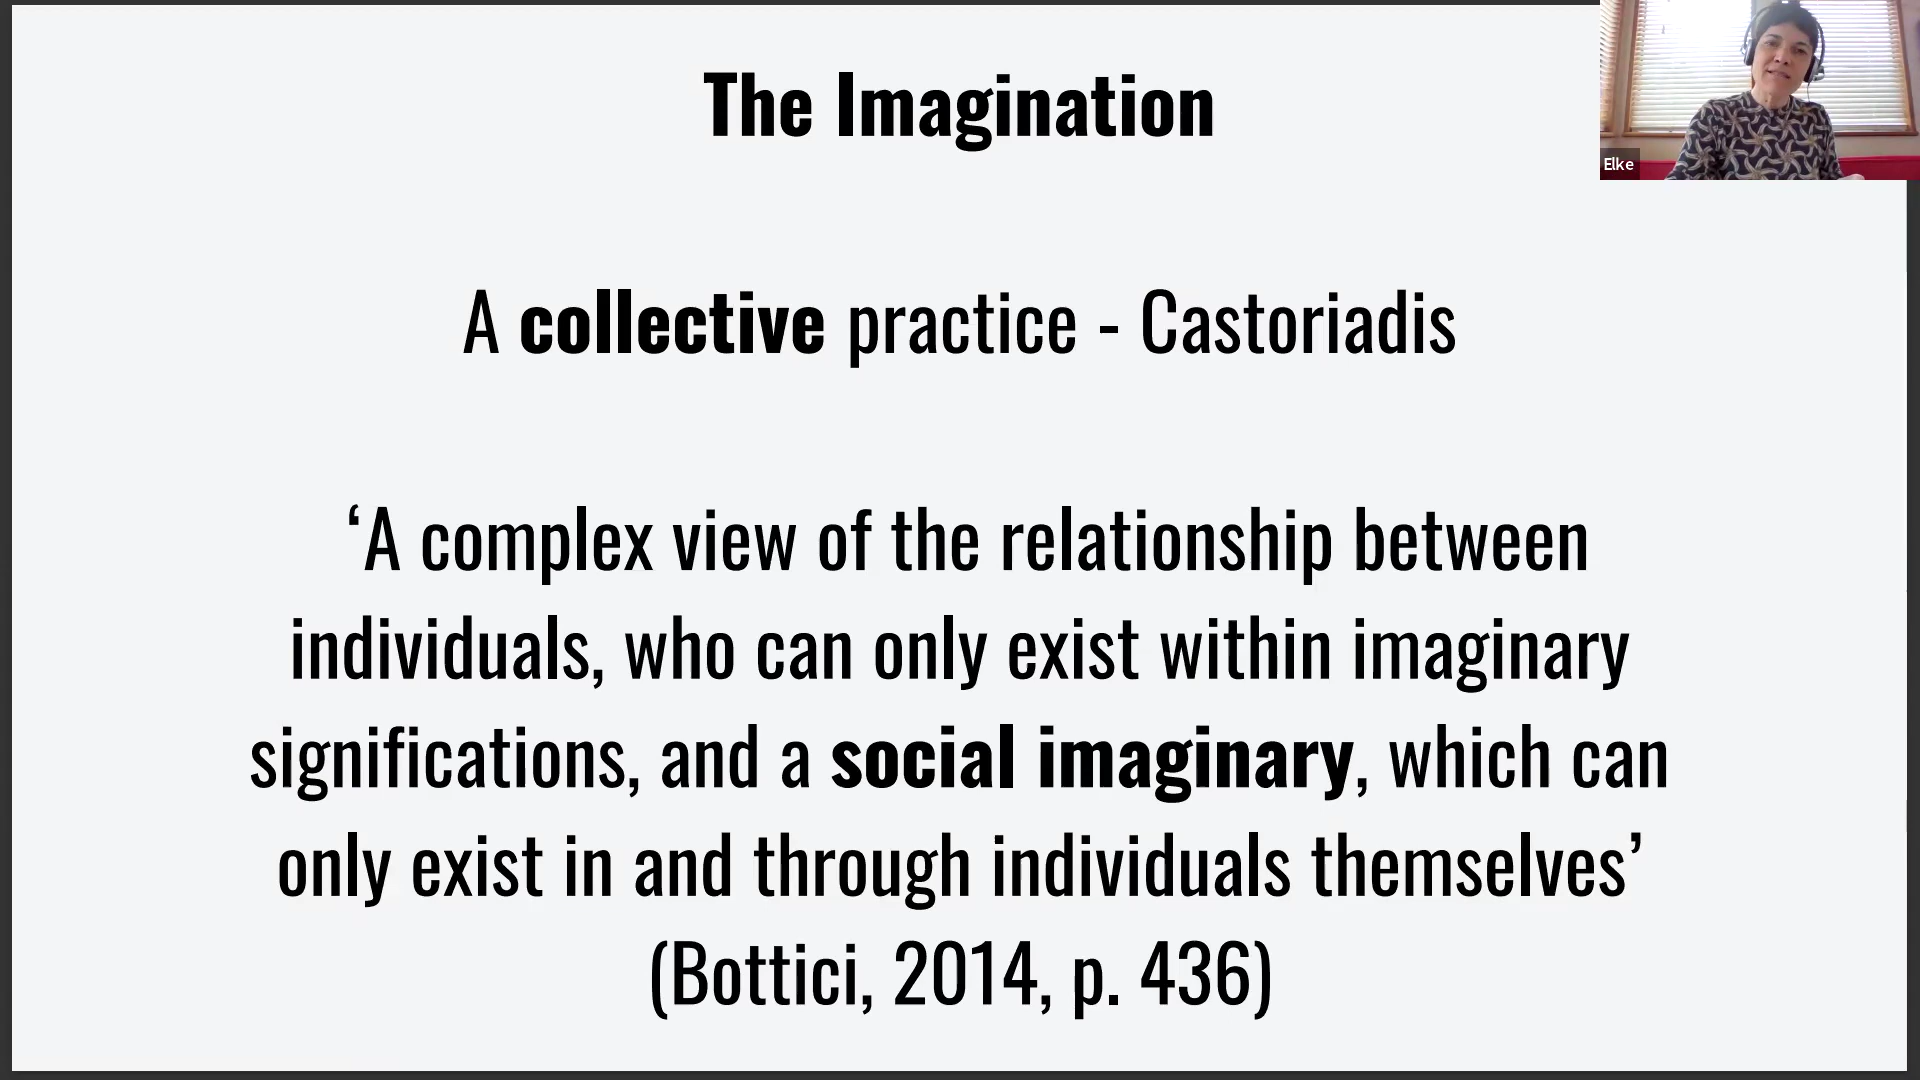 The Imagination
Elke
A collective practice - Castoriadis
‘A complex view of the relationship between
individuals, who can only exist within imaginary
significations, and a social imaginary, which can
only exist in and through individuals themselves’
(Bottici, 2014, p. 436)